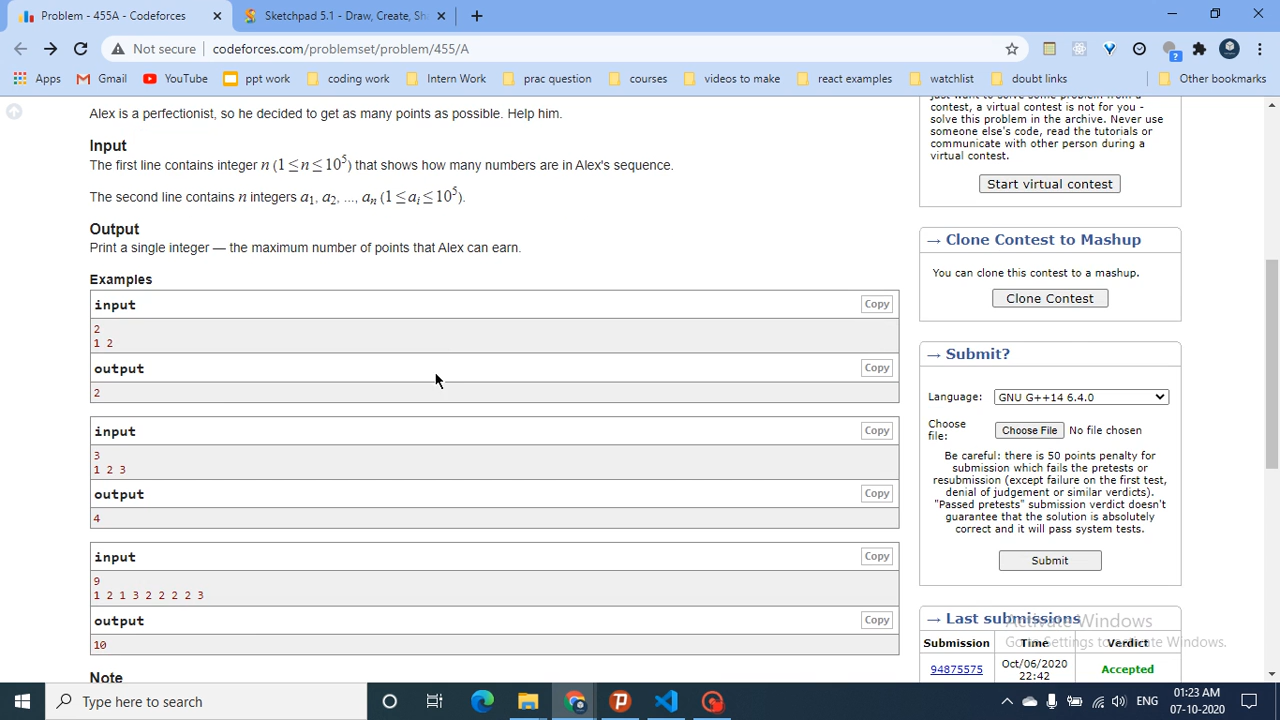 Problem - 455A - Codeforces
Sketchpad 5.1 - Draw, Create, Sh
Not secure codeforces.com/problemset/problem/455/A
Apps Gmail YouTube ppt work coding work Intern Work prac question courses videos to make react examples watchlist doubt links Other bookmarks
Alex is a perfectionist, so he decided to get as many points as possible. Help him.
Input
The first line contains integer n (1 ≤ n ≤ 10^5) that shows how many numbers are in Alex's sequence.
The second line contains n integers a1, a2, ..., an (1 ≤ ai ≤ 10^5).
Output
Print a single integer — the maximum number of points that Alex can earn.
Examples
input Copy
2
1 2
output Copy
2
input Copy
3
1 2 3
output Copy
4
input Copy
9
1 2 1 3 2 2 2 2 3
output Copy
10
Note
contest, a virtual contest is not for you -
solve this problem in the archive. Never use
someone else's code, read the tutorials or
communicate with other person during a
virtual contest.
Start virtual contest
→ Clone Contest to Mashup
You can clone this contest to a mashup.
Clone Contest
→ Submit?
Language: GNU G++14 6.4.0
Choose
file: Choose File No file chosen
Be careful: there is 50 points penalty for
submission which fails the pretests or
resubmission (except failure on the first test,
denial of judgement or similar verdicts).
"Passed pretests" submission verdict doesn't
guarantee that the solution is absolutely
correct and it will pass system tests.
Submit
→ Last submissions
Submission Time Verdict
94875575 Oct/06/2020
22:42 Accepted
Activate Windows
Go to Settings to activate Windows.
Type here to search
ENG
01:23 AM
07-10-2020